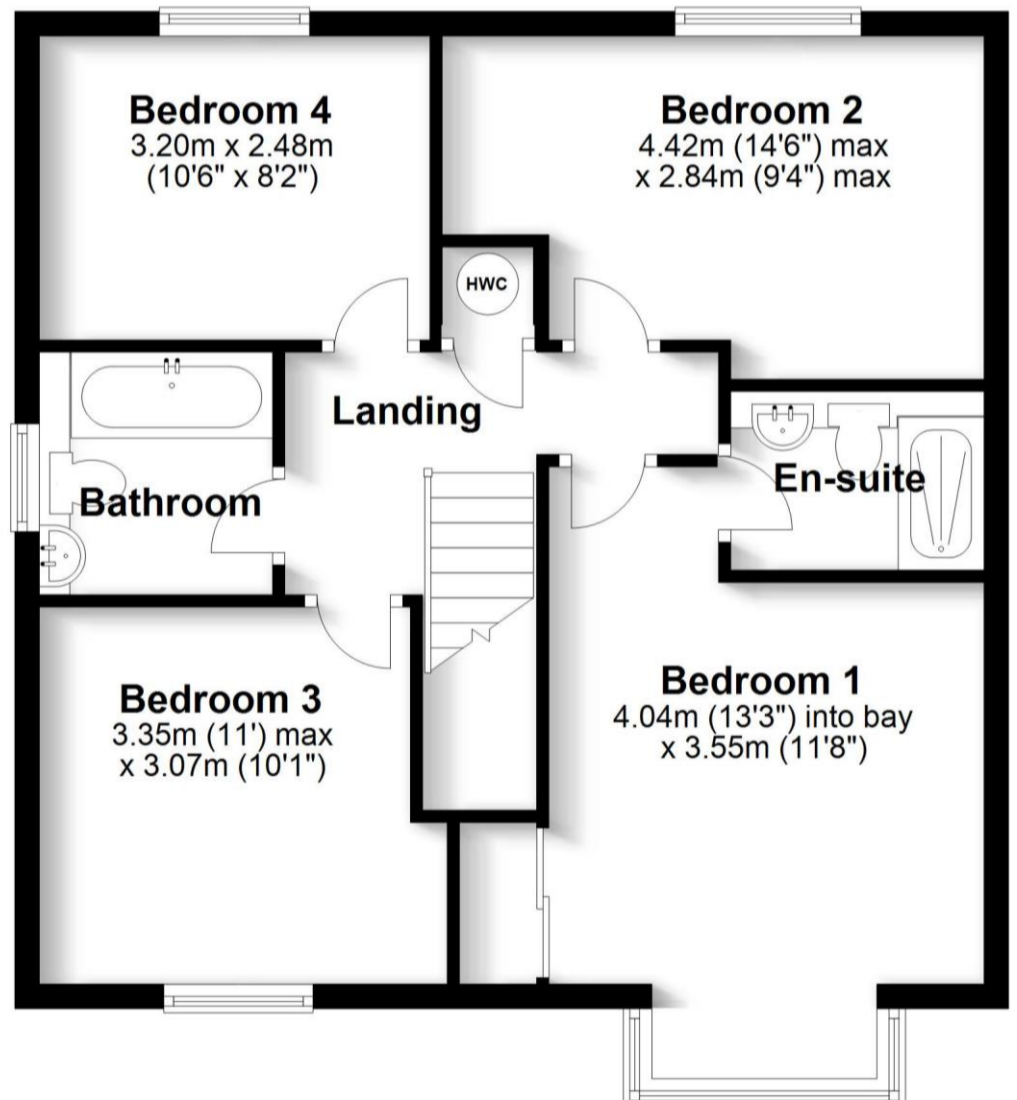 Bedroom 4
3.20m x 2.48m
(10'6" x 8'2")
Bedroom 2
4.42m (14'6") max
x 2.84m (9'4") max
HWC
Landing
Bathroom
En-suite
Bedroom 3
3.35m (11') max
x 3.07m (10'1")
Bedroom 1
4.04m (13'3") into bay
x 3.55m (11'8")